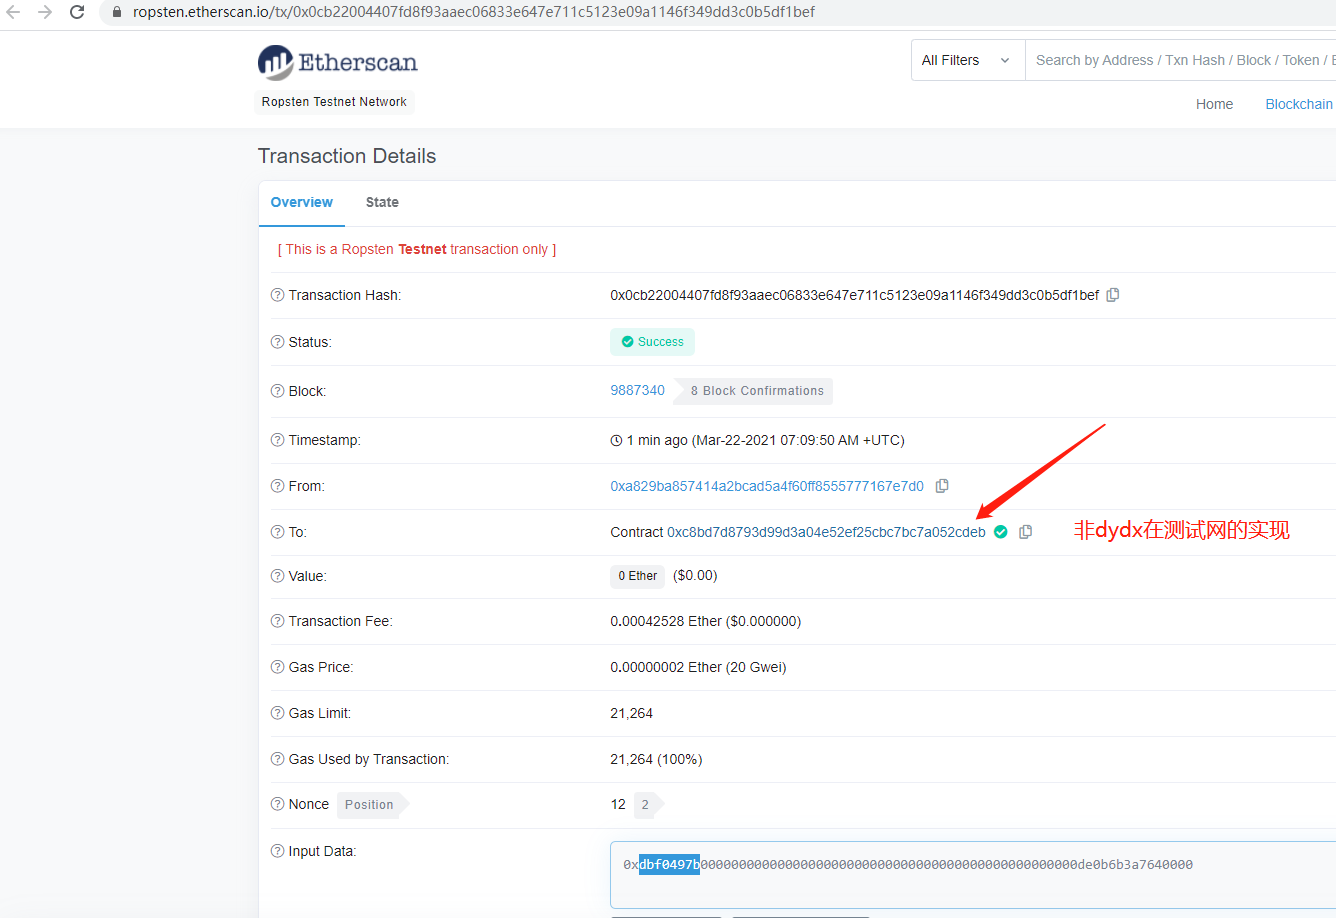 ropsten.etherscan.io/tx/0x0cb22004407fd8f93aaec06833e647e711c5123e09a1146f349dd3c0b5df1bef
Etherscan
All Filters
Search by Address / Txn Hash / Block / Token / E
Ropsten Testnet Network
Home Blockchain
Transaction Details
Overview State
[ This is a Ropsten Testnet transaction only ]
Transaction Hash: 0x0cb22004407fd8f93aaec06833e647e711c5123e09a1146f349dd3c0b5df1bef
Status: Success
Block: 9887340 8 Block Confirmations
Timestamp: 1 min ago (Mar-22-2021 07:09:50 AM +UTC)
From: 0xa829ba857414a2bcad5a4f60ff8555777167e7d0
To: Contract 0xc8bd7d8793d99d3a04e52ef25cbc7bc7a052cdeb 非dydx在测试网的实现
Value: 0 Ether ($0.00)
Transaction Fee: 0.00042528 Ether ($0.000000)
Gas Price: 0.00000002 Ether (20 Gwei)
Gas Limit: 21,264
Gas Used by Transaction: 21,264 (100%)
Nonce Position 12 2
Input Data:
0xdbf0497b0000000000000000000000000000000000000000000000000de0b6b3a7640000